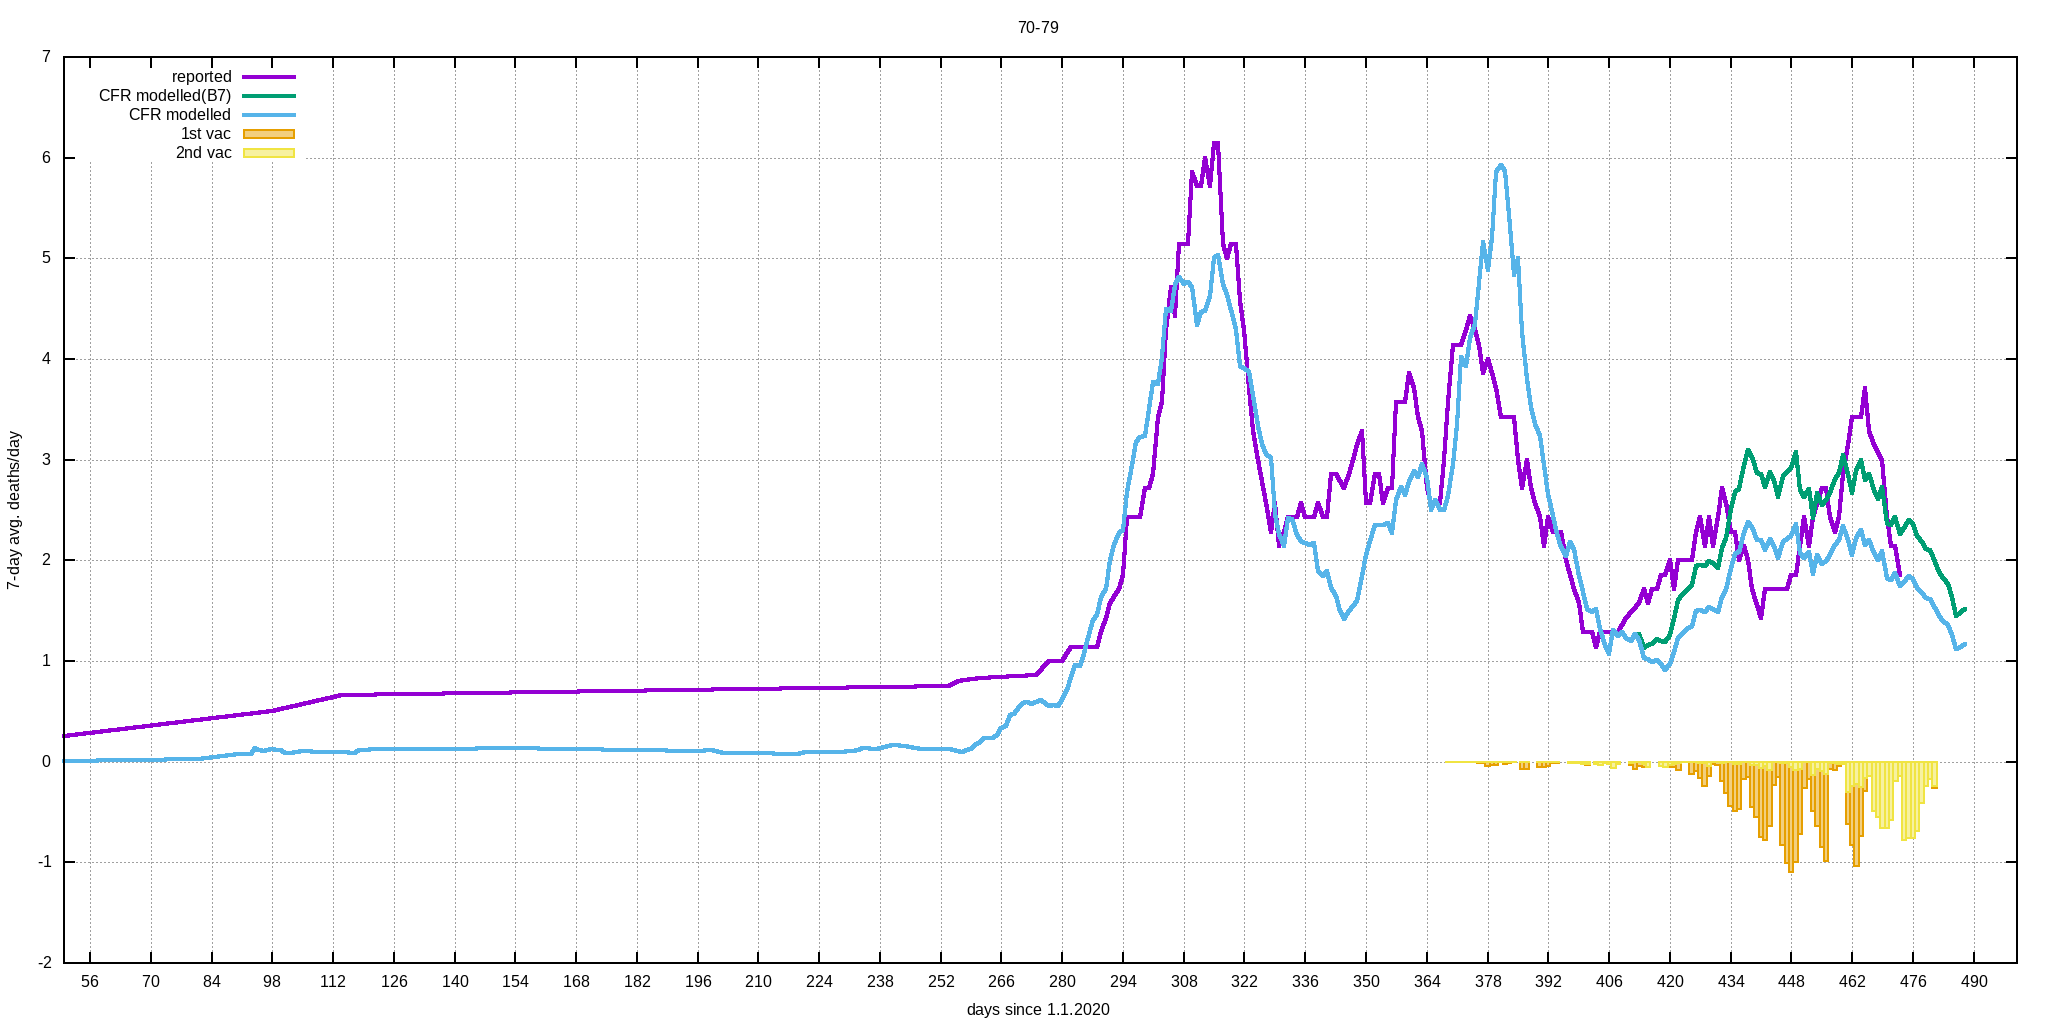 70-79
reported
CFR modelled(B7)
CFR modelled
1st vac
2nd vac
7
6
5
4
3
2
1
0
-1
-2
7-day avg. deaths/day
56 70 84 98 112 126 140 154 168 182 196 210 224 238 252 266 280 294 308 322 336 350 364 378 392 406 420 434 448 462 476 490
days since 1.1.2020